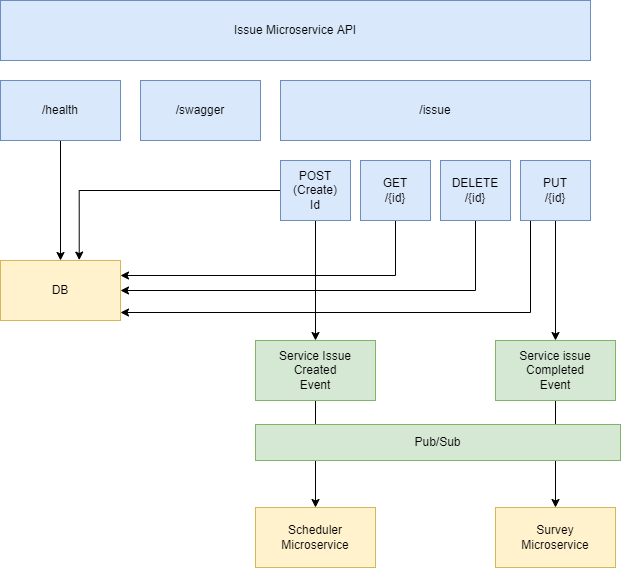 Issue Microservice API
/health
/swagger
/issue
POST
(Create)
Id
GET
/{id}
DELETE
/{id}
PUT
/{id}
DB
Service Issue
Created
Event
Service issue
Completed
Event
Pub/Sub
Scheduler
Microservice
Survey
Microservice